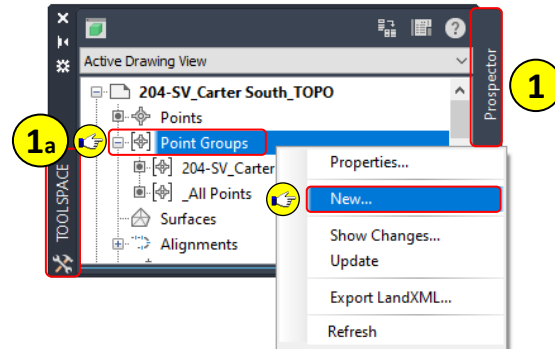 Active Drawing View
Prospector
1
204-SV_Carter South_TOPO
Points
1a
Point Groups
204-SV_Carter
_All Points
Surfaces
Alignments
TOOLSPACE
Properties...
New...
Show Changes...
Update
Export LandXML...
Refresh